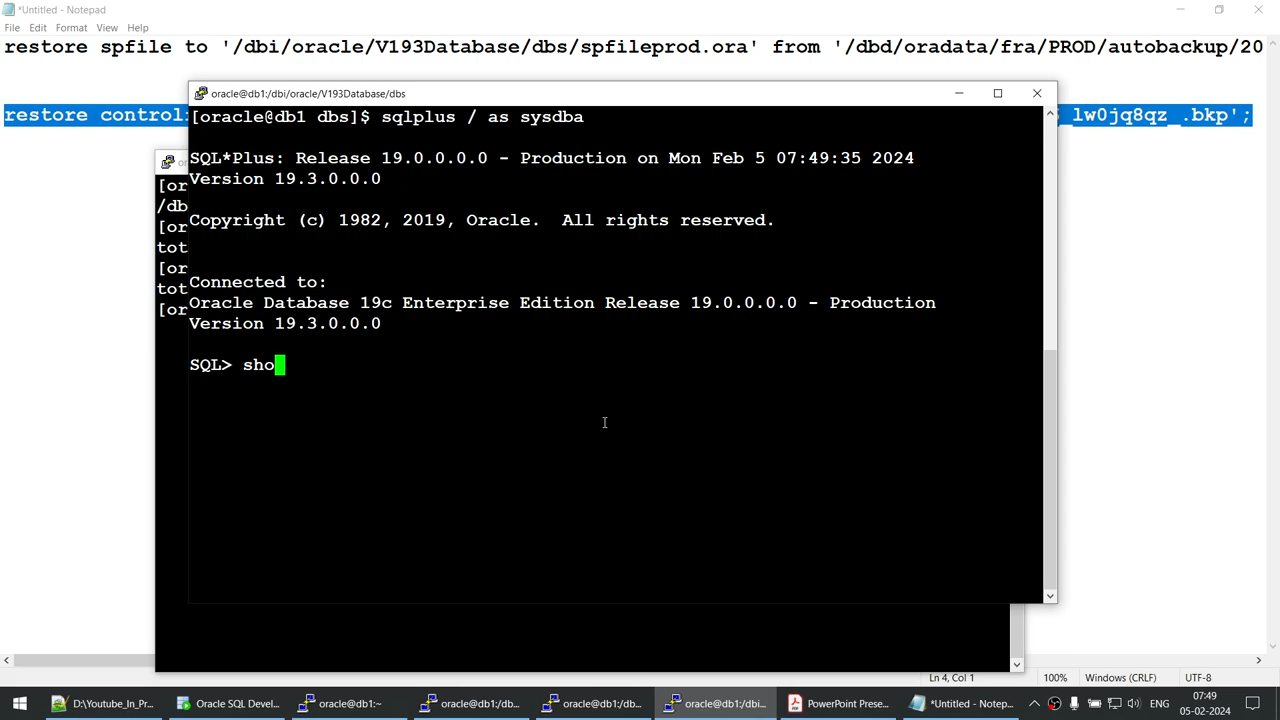 *Untitled - Notepad
File Edit Format View Help
restore spfile to '/dbi/oracle/V193Database/dbs/spfileprod.ora' from '/dbd/oradata/fra/PROD/autobackup/20
oracle@db1:/dbi/oracle/V193Database/dbs
restore control lw0jq8qz_.bkp';
[oracle@db1 dbs]$ sqlplus / as sysdba
SQL*Plus: Release 19.0.0.0.0 - Production on Mon Feb 5 07:49:35 2024
Version 19.3.0.0.0
[or
/db
Copyright (c) 1982, 2019, Oracle. All rights reserved.
[or
tot
[or
Connected to:
tot
Oracle Database 19c Enterprise Edition Release 19.0.0.0.0 - Production
[or
Version 19.3.0.0.0
SQL> sho
Ln 4, Col 1 100% Windows (CRLF) UTF-8
D:\Youtube_In_Pr... Oracle SQL Devel... oracle@db1:~ oracle@db1:/db... oracle@db1:/db... oracle@db1:/dbi... PowerPoint Prese... *Untitled - Notep... ENG
07:49
05-02-2024